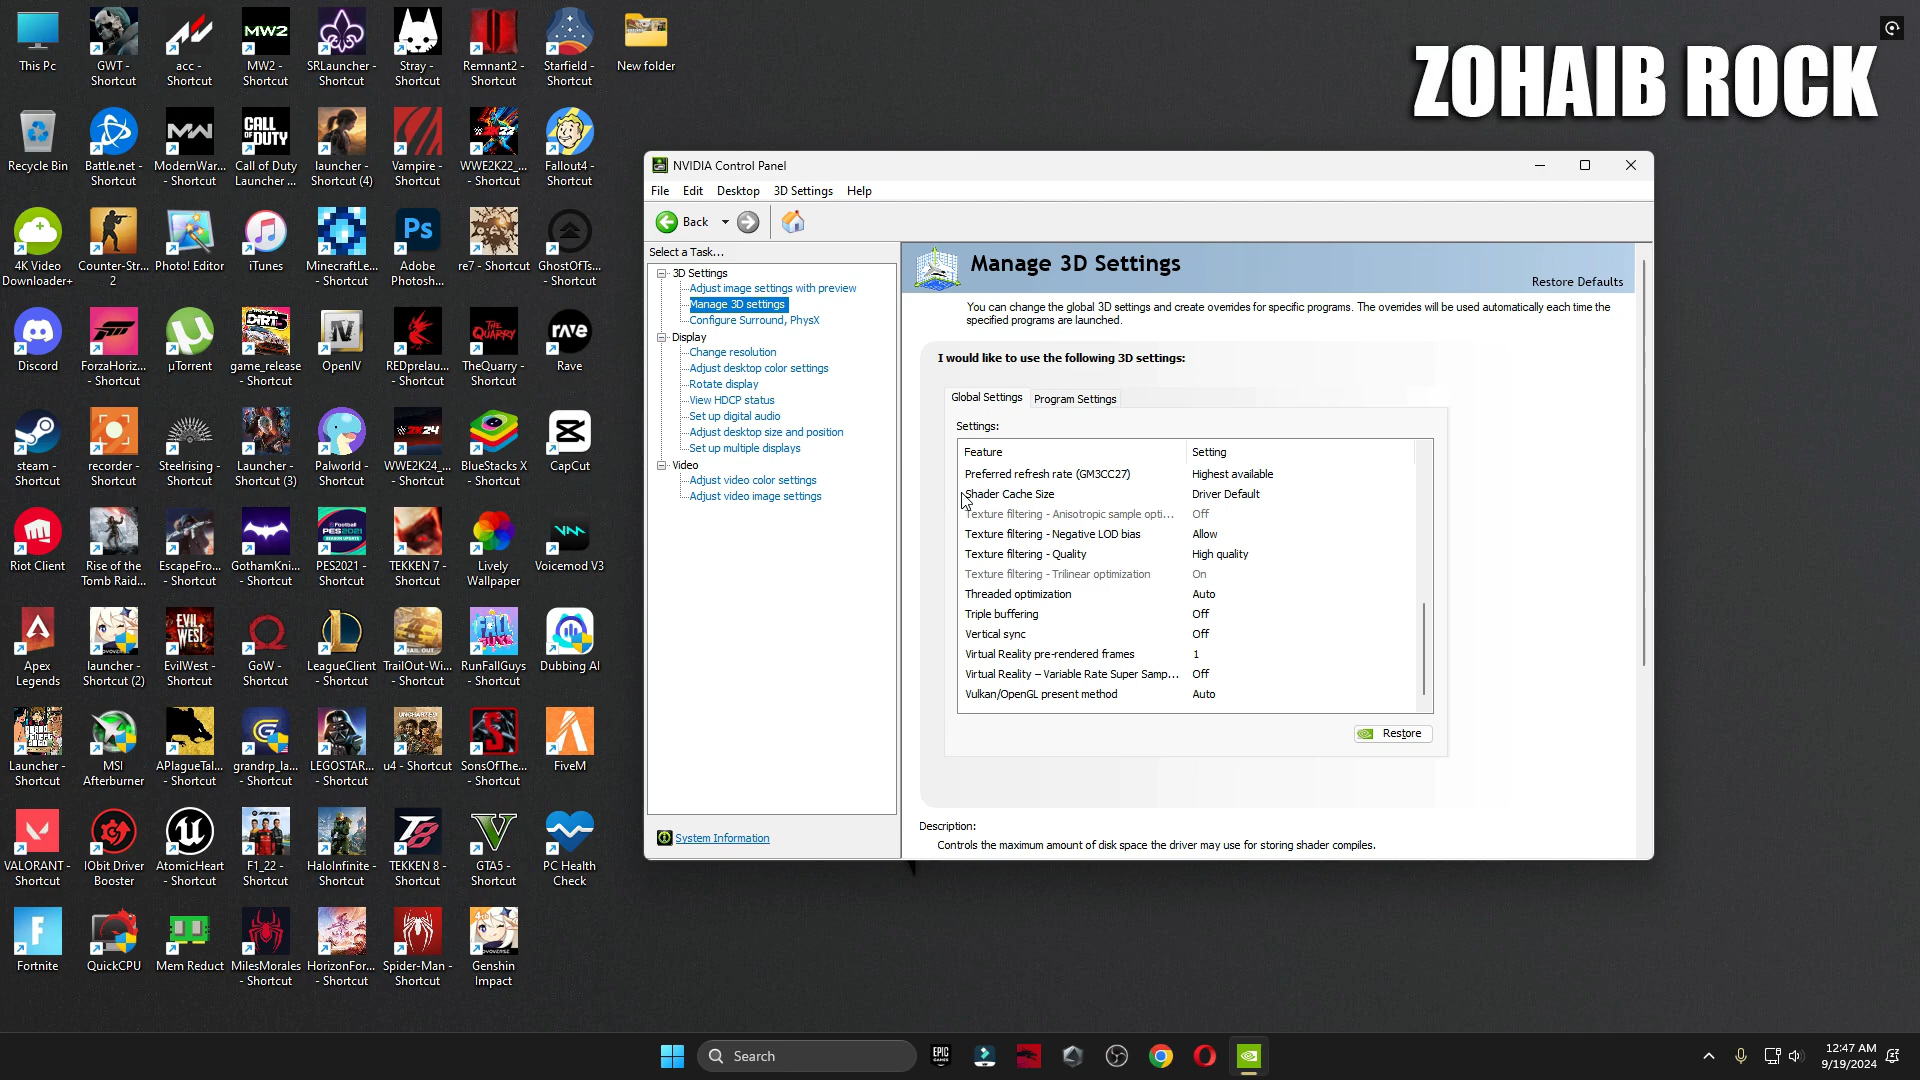 ZOHAIB ROCK
This Pc
GWT -
Shortcut
acc -
Shortcut
MW2
MW2 -
Shortcut
SRLauncher -
Shortcut
Stray -
Shortcut
Remnant2 -
Shortcut
Starfield -
Shortcut
New folder
Recycle Bin
Battle.net -
Shortcut
ModernWar...
- Shortcut
CALL OF
DUTY
Call of Duty
Launcher ...
launcher -
Shortcut (4)
Vampire -
Shortcut
WWE2K22_...
- Shortcut
Fallout4 -
Shortcut
4K Video
Downloader+
Counter-Str...
2
Photo! Editor
iTunes
MinecraftLe...
- Shortcut
Ps
Adobe
Photosh...
re7 - Shortcut
GhostOfTs...
- Shortcut
Discord
ForzaHoriz...
- Shortcut
µTorrent
game_release
- Shortcut
IV
OpenIV
REDprelau...
- Shortcut
THE
QUARRY
TheQuarry -
Shortcut
rave
Rave
steam -
Shortcut
recorder -
Shortcut
Steelrising -
Shortcut
Launcher -
Shortcut (3)
Palworld -
Shortcut
2K24
WWE2K24_...
- Shortcut
BlueStacks X
- Shortcut
CapCut
Riot Client
Rise of the
Tomb Raid...
EscapeFro...
- Shortcut
GothamKni...
- Shortcut
PES2021 -
Shortcut
TEKKEN 7 -
Shortcut
Lively
Wallpaper
Voicemod V3
Apex
Legends
launcher -
Shortcut (2)
EVIL
WEST
EvilWest -
Shortcut
GoW -
Shortcut
LeagueClient
- Shortcut
TrailOut-Wi...
- Shortcut
FALL
GUYS
RunFallGuys
- Shortcut
Dubbing AI
Launcher -
Shortcut
MSI
Afterburner
APlagueTal...
- Shortcut
grandrp_la...
- Shortcut
LEGOSTAR...
- Shortcut
UNCHARTED
u4 - Shortcut
SonsOfThe...
- Shortcut
FiveM
VALORANT -
Shortcut
IObit Driver
Booster
AtomicHeart
- Shortcut
F1_22 -
Shortcut
HaloInfinite -
Shortcut
TEKKEN 8 -
Shortcut
GTA5 -
Shortcut
PC Health
Check
Fortnite
QuickCPU
Mem Reduct
MilesMorales
- Shortcut
HorizonFor...
- Shortcut
Spider-Man -
Shortcut
Genshin
Impact
NVIDIA Control Panel
File Edit Desktop 3D Settings Help
Back
Select a Task...
3D Settings
Adjust image settings with preview
Manage 3D settings
Configure Surround, PhysX
Display
Change resolution
Adjust desktop color settings
Rotate display
View HDCP status
Set up digital audio
Adjust desktop size and position
Set up multiple displays
Video
Adjust video color settings
Adjust video image settings
System Information
Manage 3D Settings
Restore Defaults
You can change the global 3D settings and create overrides for specific programs. The overrides will be used automatically each time the
specified programs are launched.
I would like to use the following 3D settings:
Global Settings Program Settings
Settings:
Feature Setting
Preferred refresh rate (GM3CC27) Highest available
Shader Cache Size Driver Default
Texture filtering - Anisotropic sample opti... Off
Texture filtering - Negative LOD bias Allow
Texture filtering - Quality High quality
Texture filtering - Trilinear optimization On
Threaded optimization Auto
Triple buffering Off
Vertical sync Off
Virtual Reality pre-rendered frames 1
Virtual Reality – Variable Rate Super Samp... Off
Vulkan/OpenGL present method Auto
Restore
Description:
Controls the maximum amount of disk space the driver may use for storing shader compiles.
Search
EPIC
GAMES
12:47 AM
9/19/2024